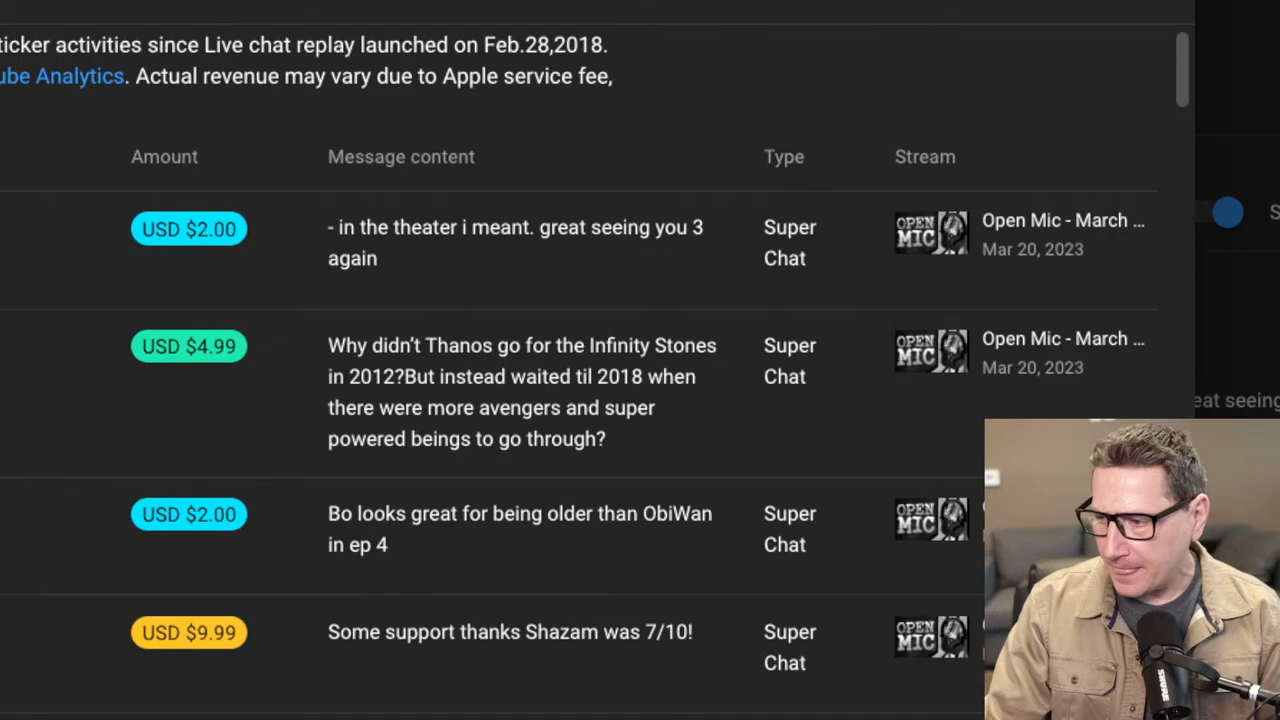 ticker activities since Live chat replay launched on Feb.28,2018.
ube Analytics. Actual revenue may vary due to Apple service fee,
Amount Message content Type Stream
USD $2.00 - in the theater i meant. great seeing you 3 Super Open Mic - March ...
again Chat Mar 20, 2023
OPEN MIC
USD $4.99 Why didn't Thanos go for the Infinity Stones Super Open Mic - March ...
in 2012?But instead waited til 2018 when Chat Mar 20, 2023
OPEN MIC
there were more avengers and super
powered beings to go through?
eat seeing
USD $2.00 Bo looks great for being older than ObiWan Super
in ep 4 Chat
OPEN MIC
USD $9.99 Some support thanks Shazam was 7/10! Super
Chat
OPEN MIC
SHURE